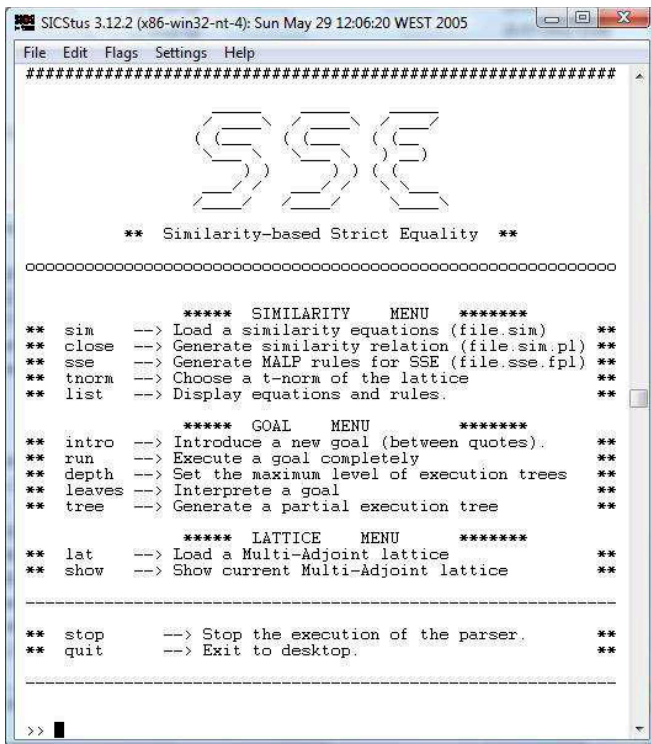 SICStus 3.12.2 (x86-win32-nt-4): Sun May 29 12:06:20 WEST 2005
File Edit Flags Settings Help
############################################################
SSE
** Similarity-based Strict Equality **
oooooooooooooooooooooooooooooooooooooooooooooooooooooooooooo
***** SIMILARITY MENU *******
** sim --> Load a similarity equations (file.sim) **
** close --> Generate similarity relation (file.sim.pl) **
** sse --> Generate MALP rules for SSE (file.sse.fpl) **
** tnorm --> Choose a t-norm of the lattice **
** list --> Display equations and rules. **
***** GOAL MENU *******
** intro --> Introduce a new goal (between quotes). **
** run --> Execute a goal completely **
** depth --> Set the maximum level of execution trees **
** leaves --> Interprete a goal **
** tree --> Generate a partial execution tree **
***** LATTICE MENU *******
** lat --> Load a Multi-Adjoint lattice **
** show --> Show current Multi-Adjoint lattice **
------------------------------------------------------------
** stop --> Stop the execution of the parser. **
** quit --> Exit to desktop. **
------------------------------------------------------------
>>